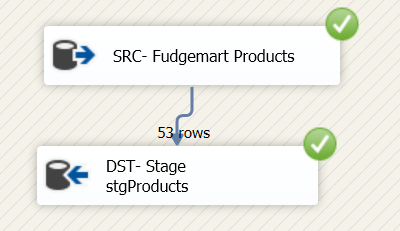 SRC- Fudgemart Products
53 rows
DST- Stage
stgProducts